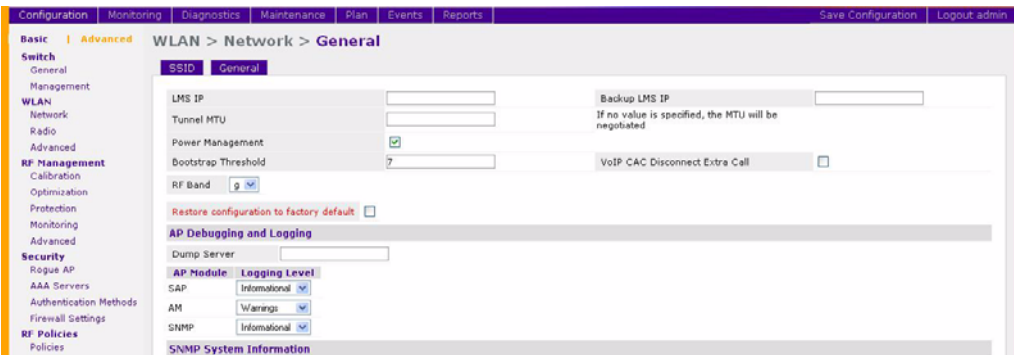 Configuration Monitoring Diagnostics Maintenance Plan Events Reports Save Configuration Logout admin
Basic | Advanced
Switch
General
Management
WLAN
Network
Radio
Advanced
RF Management
Calibration
Optimization
Protection
Monitoring
Advanced
Security
Rogue AP
AAA Servers
Authentication Methods
Firewall Settings
RF Policies
Policies
WLAN > Network > General
SSID General
LMS IP Backup LMS IP
Tunnel MTU If no value is specified, the MTU will be
negotiated
Power Management
Bootstrap Threshold 7 VoIP CAC Disconnect Extra Call
RF Band g
Restore configuration to factory default
AP Debugging and Logging
Dump Server
AP Module Logging Level
SAP Informational
AM Warnings
SNMP Informational
SNMP System Information